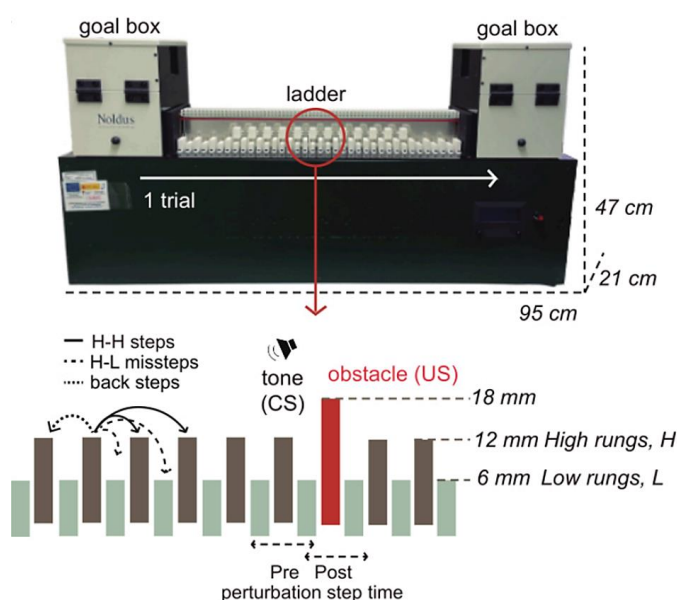 goal box
goal box
ladder
Noldus
1 trial
47 cm
21 cm
95 cm
H-H steps
H-L missteps
back steps
tone
(CS)
obstacle (US)
18 mm
12 mm High rungs, H
6 mm Low rungs, L
Pre Post
perturbation step time